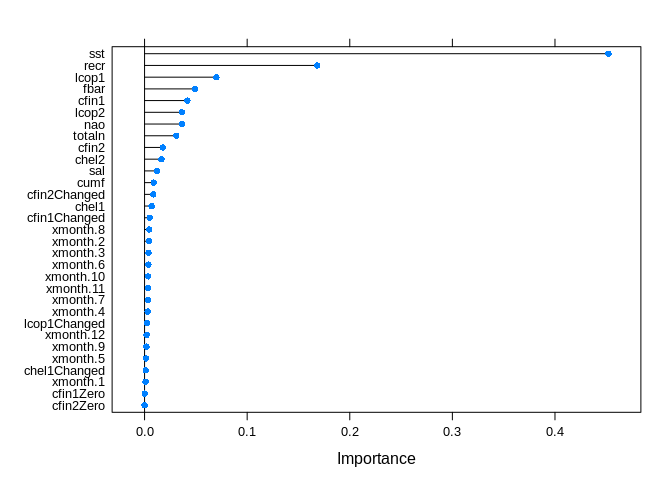 sst
recr
lcop1
fbar
cfin1
lcop2
nao
totaln
cfin2
chel2
sal
cumf
cfin2Changed
chel1
cfin1Changed
xmonth.8
xmonth.2
xmonth.3
xmonth.6
xmonth.10
xmonth.11
xmonth.7
xmonth.4
lcop1Changed
xmonth.12
xmonth.9
xmonth.5
chel1Changed
xmonth.1
cfin1Zero
cfin2Zero
0.0 0.1 0.2 0.3 0.4
Importance